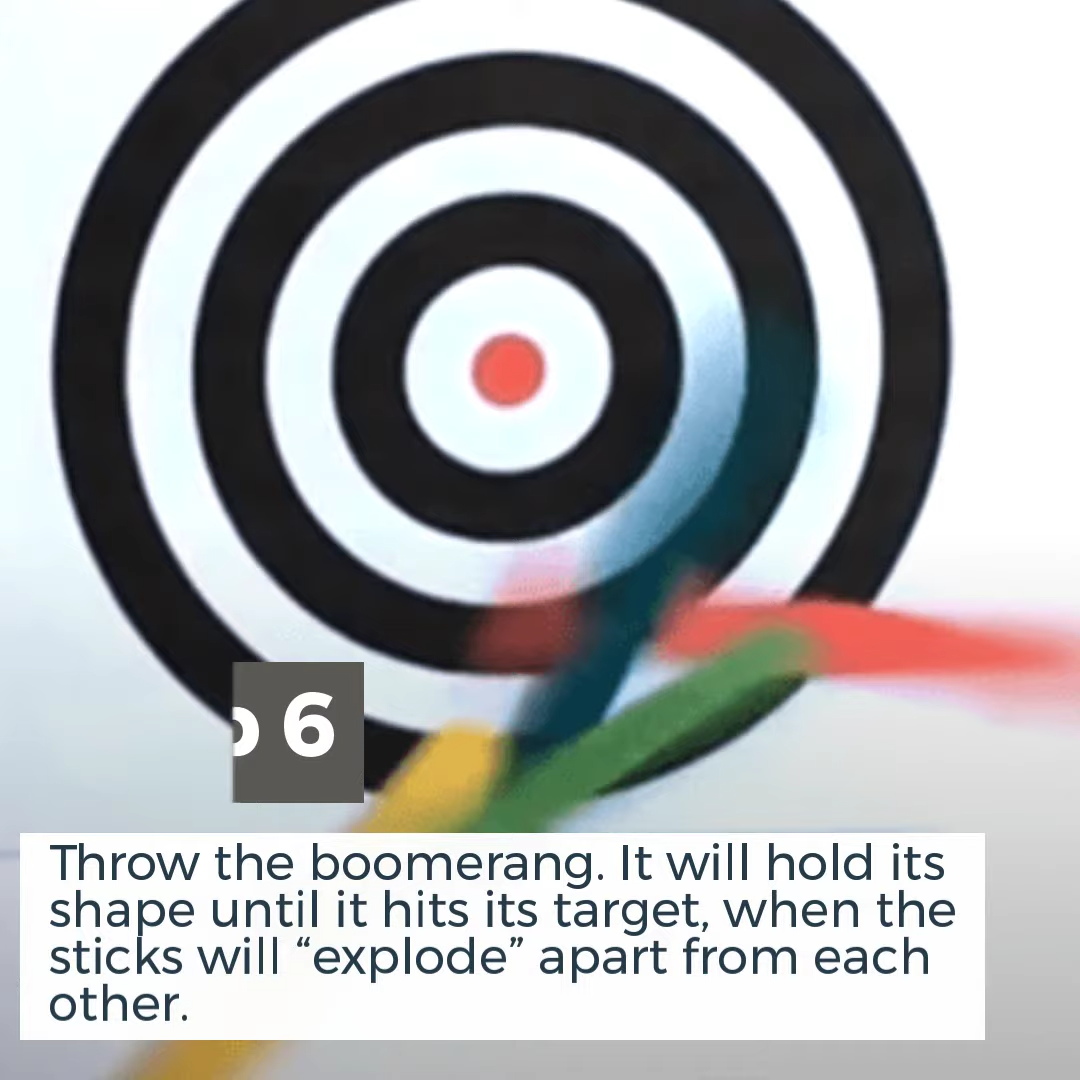 6
Throw the boomerang. It will hold its
shape until it hits its target, when the
sticks will “explode” apart from each
other.